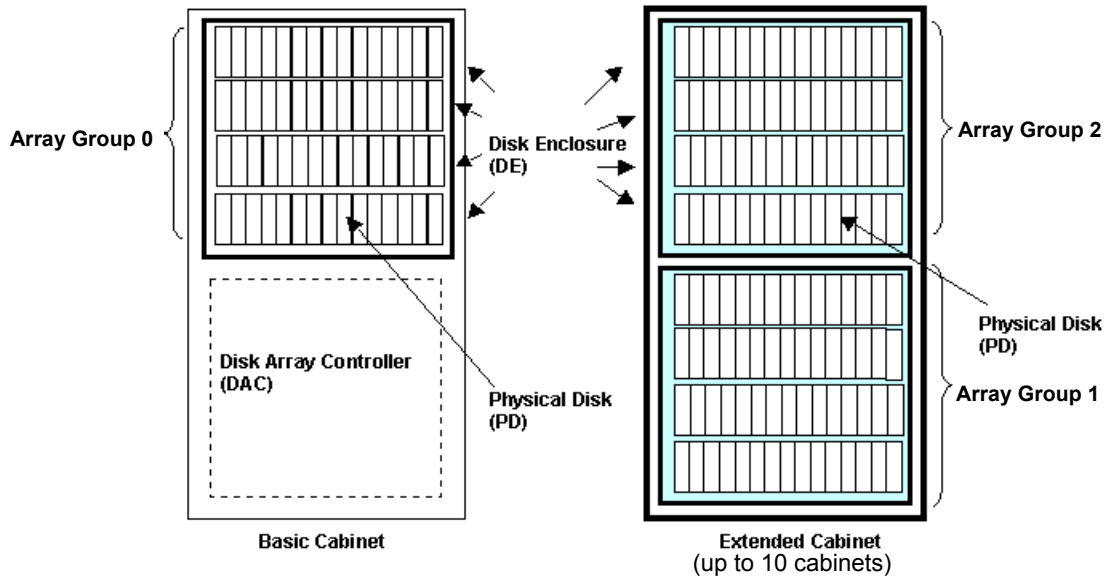 Array Group 0
Disk Enclosure
(DE)
Array Group 2
Disk Array Controller
(DAC)
Physical Disk
(PD)
Physical Disk
(PD)
Array Group 1
Basic Cabinet
Extended Cabinet
(up to 10 cabinets)